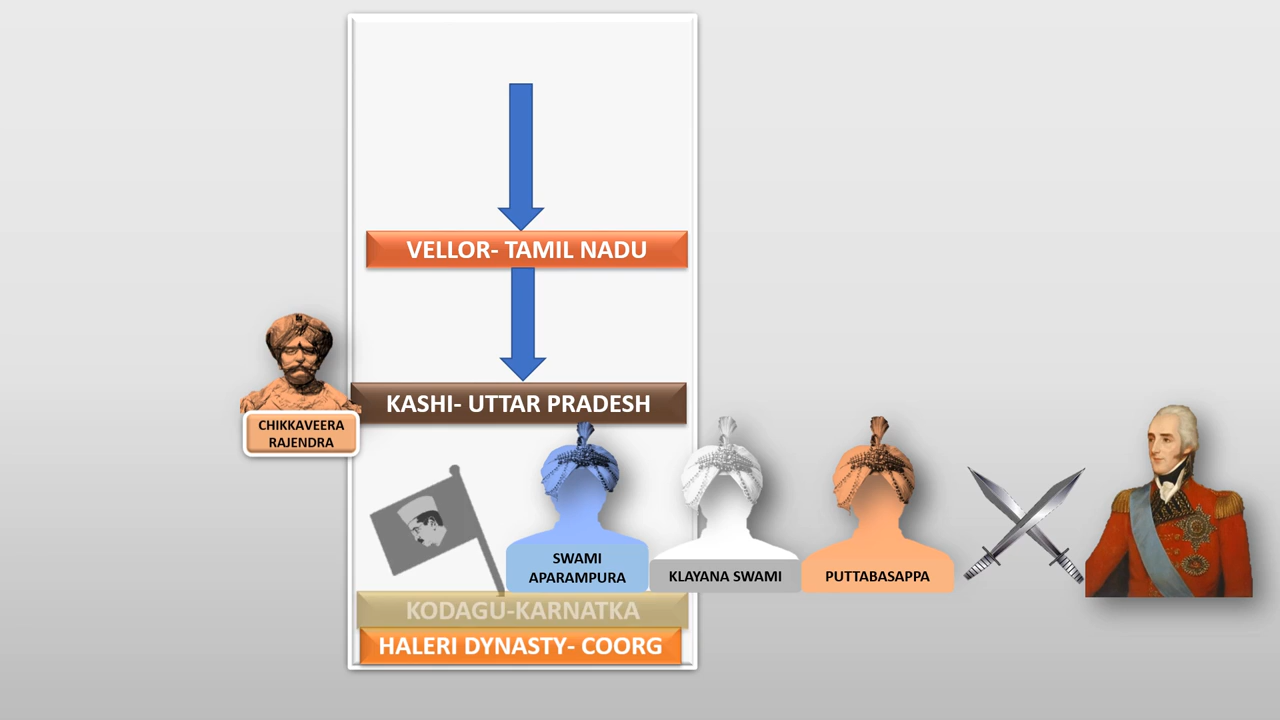 VELLOR- TAMIL NADU
KASHI- UTTAR PRADESH
CHIKKAVEERA
RAJENDRA
SWAMI
APARAMPURA
KLAYANA SWAMI
PUTTABASAPPA
KODAGU-KARNATKA
HALERI DYNASTY- COORG